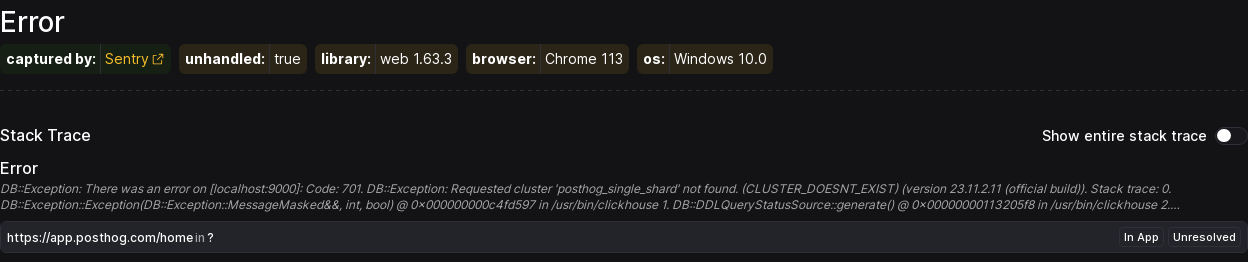 Error
captured by: Sentry unhandled: true library: web 1.63.3 browser: Chrome 113 os: Windows 10.0
Stack Trace Show entire stack trace
Error
DB::Exception: There was an error on [localhost:9000]: Code: 701. DB::Exception: Requested cluster 'posthog_single_shard' not found. (CLUSTER_DOESNT_EXIST) (version 23.11.2.11 (official build)). Stack trace: 0.
DB::Exception::Exception(DB::Exception::MessageMasked&&, int, bool) @ 0x000000000c4fd597 in /usr/bin/clickhouse 1. DB::DDLQueryStatusSource::generate() @ 0x00000000113205f8 in /usr/bin/clickhouse 2....
https://app.posthog.com/home in ? In App Unresolved